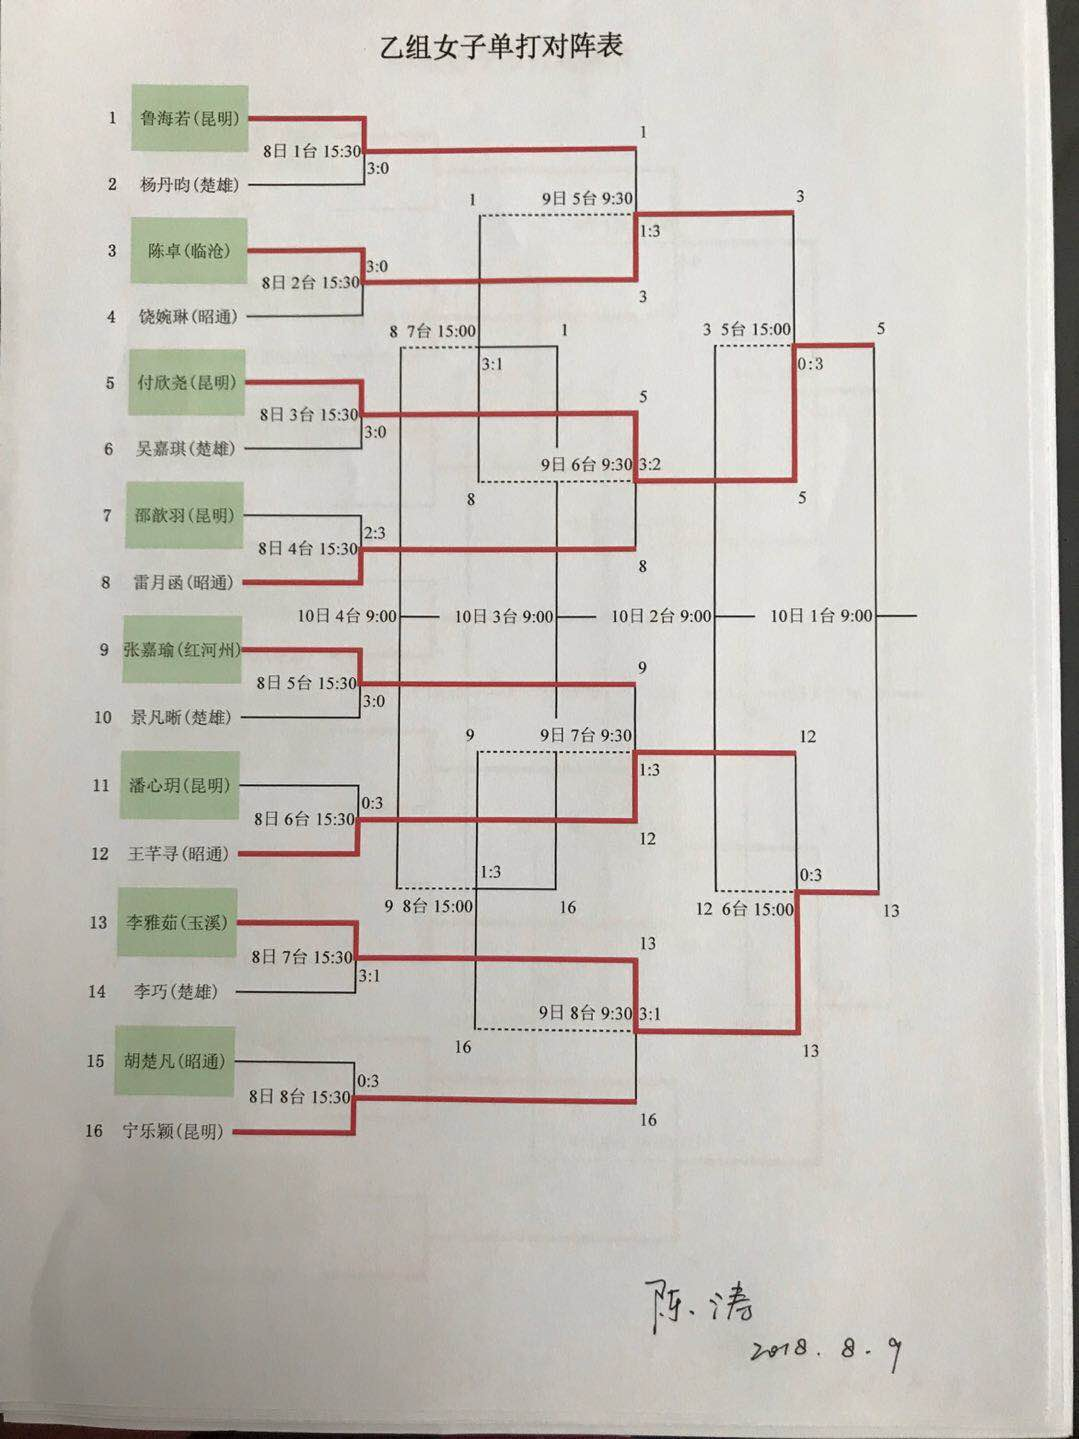 乙组女子单打对阵表
1 鲁海若(昆明)
1
8日 1台 15:30
3:0
2 杨丹昀(楚雄)
1
9日 5台 9:30
3
1:3
3 陈卓(临沧)
3:0
8日 2台 15:30
3
4 饶婉琳(昭通)
8 7台 15:00
1
3 5台 15:00
5
3:1
0:3
5 付欣尧(昆明)
5
8日 3台 15:30
3:0
6 吴嘉琪(楚雄)
9日 6台 9:30
3:2
8
5
7 邵歆羽(昆明)
2:3
8日 4台 15:30
8
8 雷月函(昭通)
10日 4台 9:00
10日 3台 9:00
10日 2台 9:00
10日 1台 9:00
9 张嘉瑜(红河州)
9
8日 5台 15:30
3:0
10 景凡晰(楚雄)
9
9日 7台 9:30
12
1:3
11 潘心玥(昆明)
0:3
8日 6台 15:30
12
12 王芊寻(昭通)
1:3
0:3
9 8台 15:00
16
12 6台 15:00
13
13 李雅茹(玉溪)
13
8日 7台 15:30
3:1
14 李巧(楚雄)
9日 8台 9:30
3:1
16
13
15 胡楚凡(昭通)
0:3
8日 8台 15:30
16
16 宁乐颖(昆明)
陈涛
2018.8.9